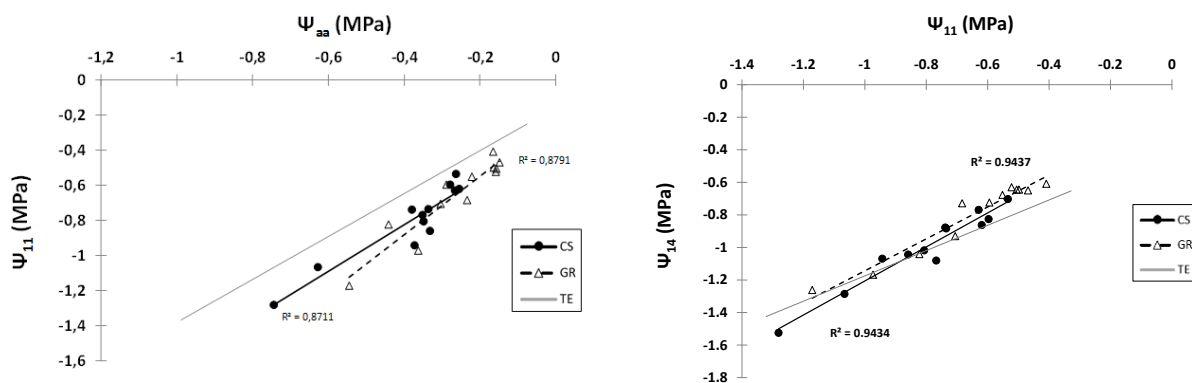 Ψaa (MPa)
-1,2 -1 -0,8 -0,6 -0,4 -0,2 0
0
-0,2
-0,4
-0,6
-0,8
-1
-1,2
-1,4
-1,6
Ψ11 (MPa)
R² = 0,8791
R² = 0,8711
CS
GR
TE
Ψ11 (MPa)
-1.4 -1.2 -1 -0.8 -0.6 -0.4 -0.2 0
0
-0.2
-0.4
-0.6
-0.8
-1
-1.2
-1.4
-1.6
-1.8
Ψ14 (MPa)
R² = 0.9437
R² = 0.9434
CS
GR
TE